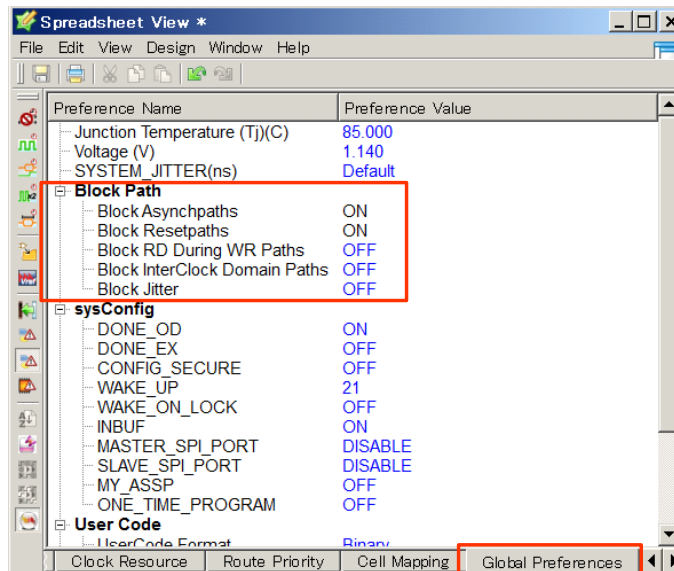 Spreadsheet View *
File Edit View Design Window Help
Preference Name Preference Value
Junction Temperature (Tj)(C) 85.000
Voltage (V) 1.140
SYSTEM_JITTER(ns) Default
Block Path
Block Asynchpaths ON
Block Resetpaths ON
Block RD During WR Paths OFF
Block InterClock Domain Paths OFF
Block Jitter OFF
sysConfig
DONE_OD ON
DONE_EX OFF
CONFIG_SECURE OFF
WAKE_UP 21
WAKE_ON_LOCK OFF
INBUF ON
MASTER_SPI_PORT DISABLE
SLAVE_SPI_PORT DISABLE
MY_ASSP OFF
ONE_TIME_PROGRAM OFF
User Code
UserCode Format Binary
Clock Resource Route Priority Cell Mapping Global Preferences